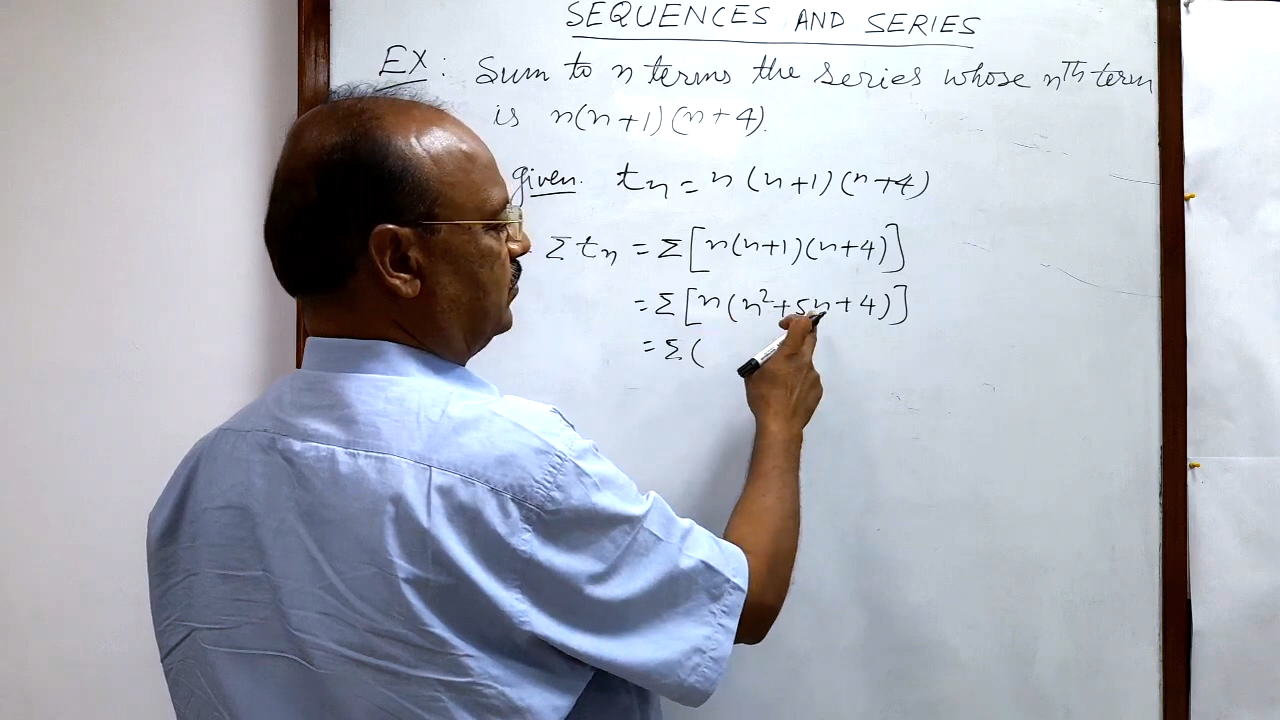 SEQUENCES AND SERIES
EX: Sum to n terms the series whose nth term
is n(n+1)(n+4).
given. tn = n(n+1)(n+4)
Σtn = Σ[n(n+1)(n+4)]
= Σ[n(n²+5n+4)]
= Σ(